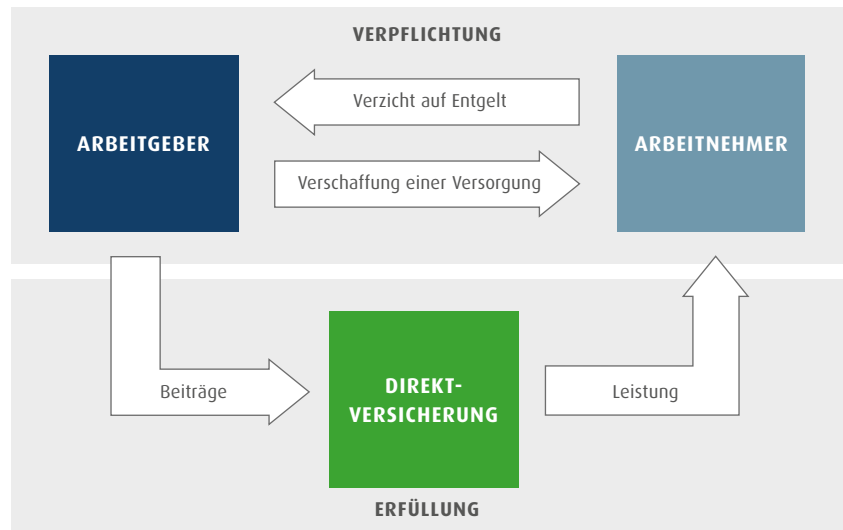 VERPFLICHTUNG
ARBEITGEBER
Verzicht auf Entgelt
Verschaffung einer Versorgung
ARBEITNEHMER
Beiträge
DIREKT-
VERSICHERUNG
Leistung
ERFÜLLUNG